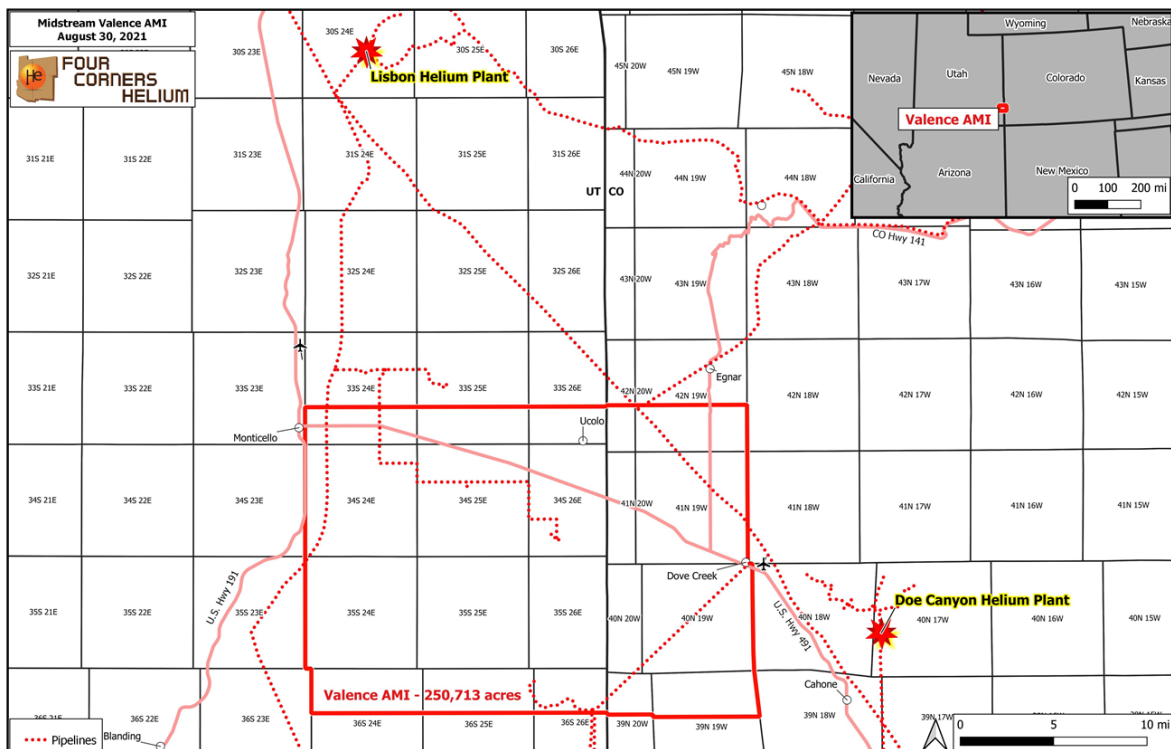 Midstream Valence AMI
August 30, 2021
He
FOUR
CORNERS
HELIUM
30S 23E
30S 24E
30S 25E
30S 26E
45N 20W
45N 19W
45N 18W
Lisbon Helium Plant
Wyoming
Nebraska
Nevada
Utah
Colorado
Kansas
Valence AMI
California
Arizona
New Mexico
0 100 200 mi
31S 21E
31S 22E
31S 23E
31S 24E
31S 25E
31S 26E
44N 20W
44N 19W
44N 18W
UT CO
CO Hwy 141
32S 21E
32S 22E
32S 23E
32S 24E
32S 25E
32S 26E
43N 20W
43N 19W
43N 18W
43N 17W
43N 16W
43N 15W
Egnar
33S 21E
33S 22E
33S 23E
33S 24E
33S 25E
33S 26E
42N 20W
42N 19W
42N 18W
42N 17W
42N 16W
42N 15W
Monticello
Ucolo
34S 21E
34S 22E
34S 23E
34S 24E
34S 25E
34S 26E
41N 20W
41N 19W
41N 18W
41N 17W
41N 16W
41N 15W
Dove Creek
U.S. Hwy 191
U.S. Hwy 491
Doe Canyon Helium Plant
35S 21E
35S 22E
35S 23E
35S 24E
35S 25E
35S 26E
40N 20W
40N 19W
40N 18W
40N 17W
40N 16W
40N 15W
Cahone
Valence AMI - 250,713 acres
36S 21E
36S 22E
36S 23E
36S 24E
36S 25E
36S 26E
39N 20W
39N 19W
39N 18W
39N 17W
Blanding
Pipelines
0 5 10 mi